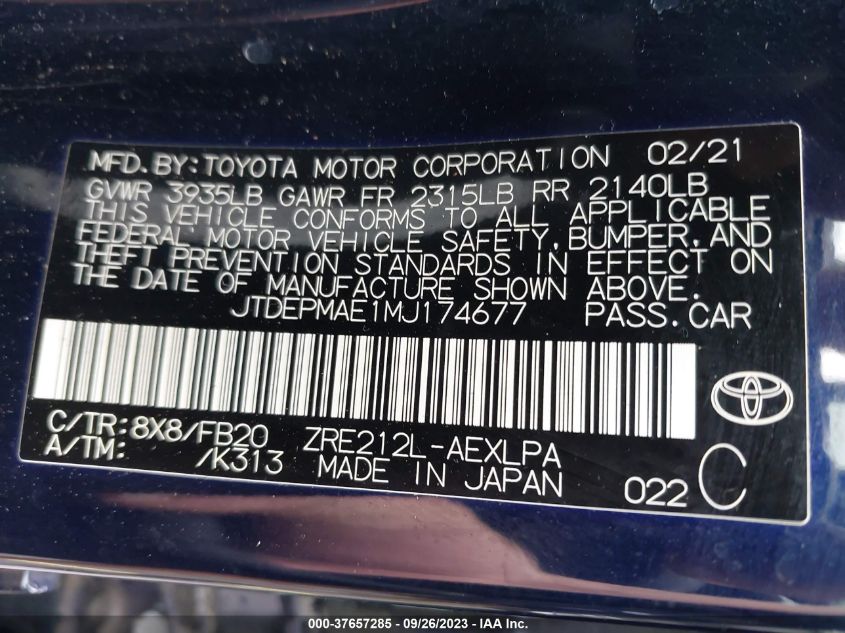 MFD.BY:TOYOTA MOTOR CORPORATION 02/21
GVWR 3935LB GAWR FR 2315LB RR 2140LB
THIS VEHICLE CONFORMS TO ALL APPLICABLE
FEDERAL MOTOR VEHICLE SAFETY,BUMPER,AND
THEFT PREVENTION STANDARDS IN EFFECT ON
THE DATE OF MANUFACTURE SHOWN ABOVE.
JTDEPMAE1MJ174677 PASS.CAR
C/TR:8X8/FB20 ZRE212L-AEXLPA
A/TM: /K313 MADE IN JAPAN 022 C
000-37657285 - 09/26/2023 - IAA Inc.